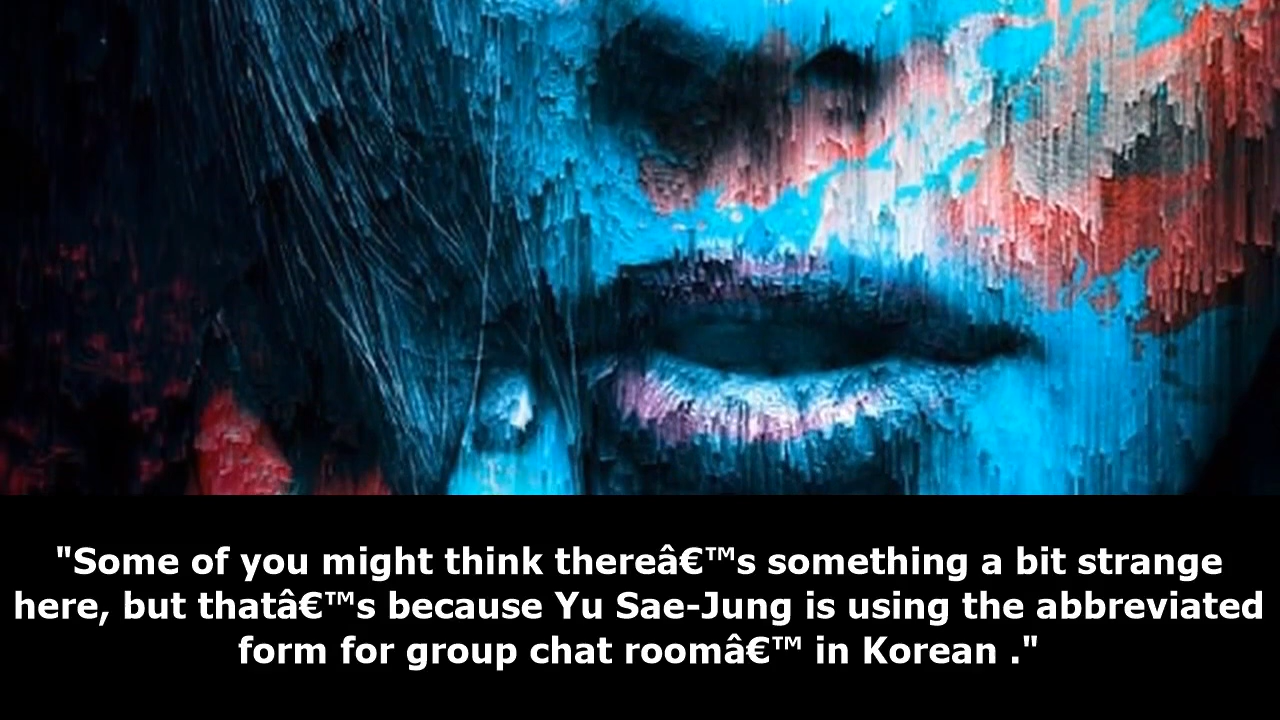 "Some of you might think thereâ€™s something a bit strange
here, but thatâ€™s because Yu Sae-Jung is using the abbreviated
form for group chat roomâ€™ in Korean ."